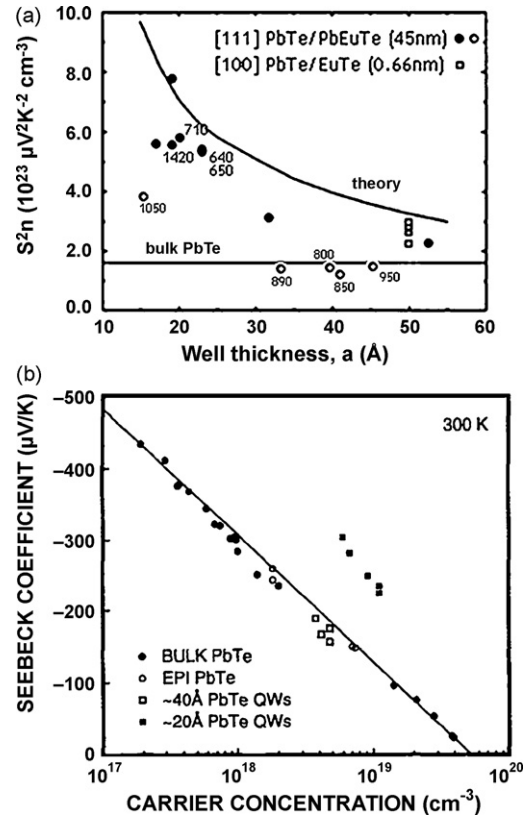 (a)
[111] PbTe/PbEuTe (45nm)
[100] PbTe/EuTe (0.66nm)
S²n (10²³ µV²K⁻² cm⁻³)
10.0
8.0
6.0
4.0
2.0
0.0
710
1420
640
650
1050
theory
bulk PbTe
890
800
850
950
10 20 30 40 50 60
Well thickness, a (Å)
(b)
300 K
SEEBECK COEFFICIENT (µV/K)
-500
-400
-300
-200
-100
0
BULK PbTe
EPI PbTe
~40Å PbTe QWs
~20Å PbTe QWs
10¹⁷ 10¹⁸ 10¹⁹ 10²⁰
CARRIER CONCENTRATION (cm⁻³)